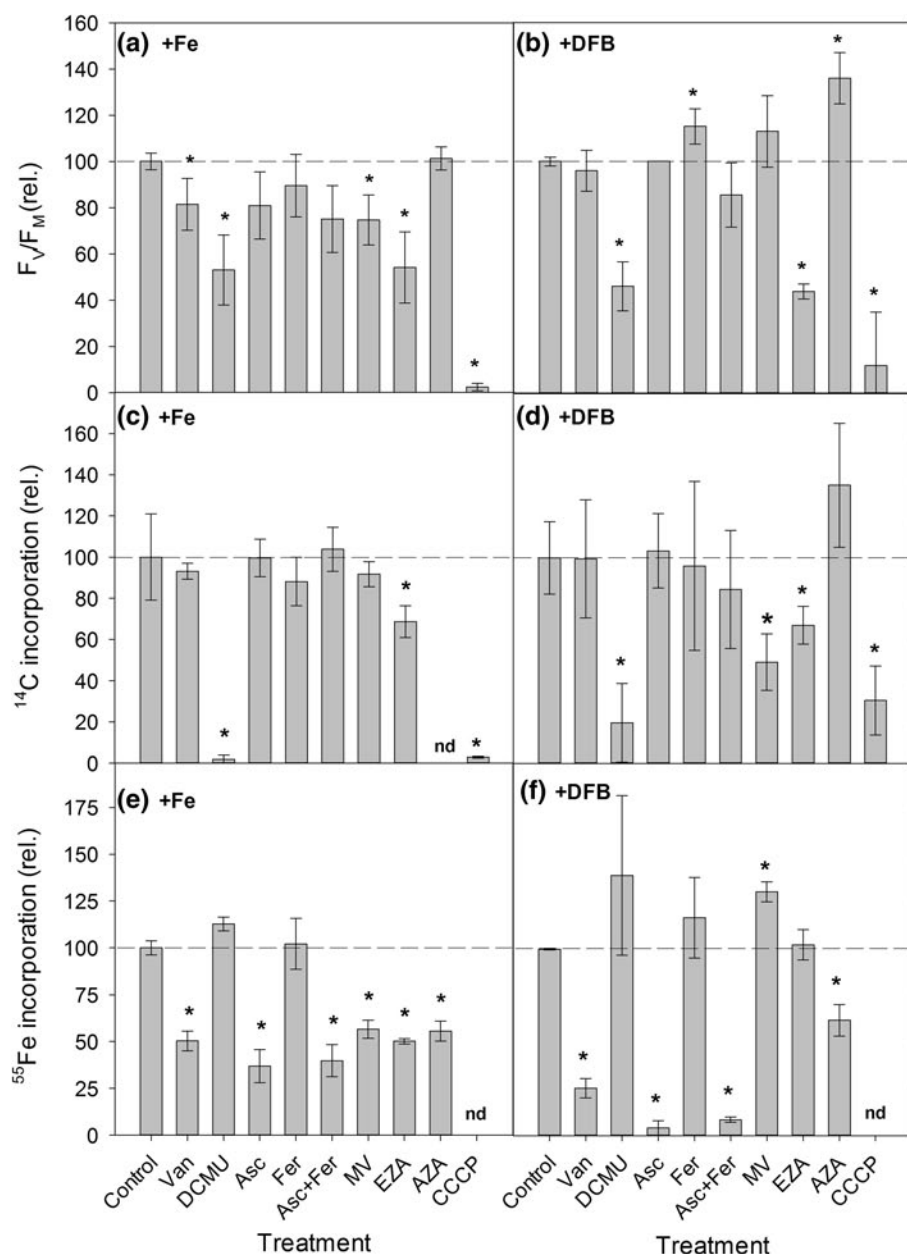 (a) +Fe
(b) +DFB
F_V/F_M (rel.)
160
140
120
100
80
60
40
20
0
* * * * *
* * * * *
(c) +Fe
(d) +DFB
¹⁴C incorporation (rel.)
160
140
120
100
80
60
40
20
0
* * nd *
* * * *
(e) +Fe
(f) +DFB
⁵⁵Fe incorporation (rel.)
175
150
125
100
75
50
25
0
* * * * * * nd
* * * * * nd
Control Van DCMU Asc Fer Asc+Fer MV EZA AZA CCCP
Control Van DCMU Asc Fer Asc+Fer MV EZA AZA CCCP
Treatment
Treatment